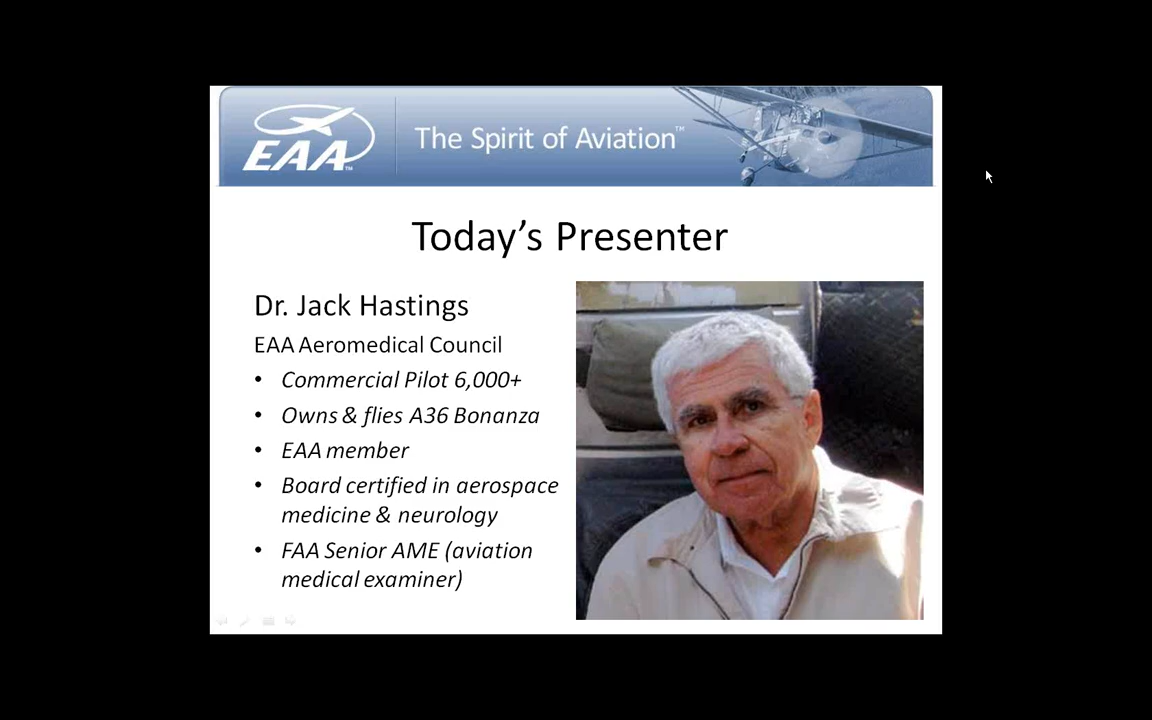 EAA™
The Spirit of Aviation™
Today's Presenter
Dr. Jack Hastings
EAA Aeromedical Council
• Commercial Pilot 6,000+
• Owns & flies A36 Bonanza
• EAA member
• Board certified in aerospace
medicine & neurology
• FAA Senior AME (aviation
medical examiner)